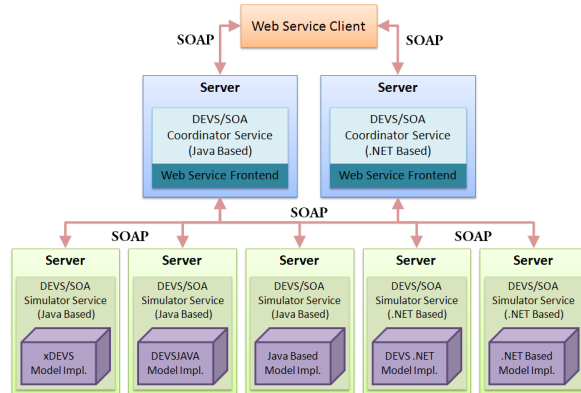 Web Service Client
SOAP
SOAP
Server
DEVS/SOA
Coordinator Service
(Java Based)
Web Service Frontend
Server
DEVS/SOA
Coordinator Service
(.NET Based)
Web Service Frontend
SOAP
SOAP
SOAP
Server
DEVS/SOA
Simulator Service
(Java Based)
xDEVS
Model Impl.
Server
DEVS/SOA
Simulator Service
(Java Based)
DEVSJAVA
Model Impl.
Server
DEVS/SOA
Simulator Service
(Java Based)
Java Based
Model Impl.
Server
DEVS/SOA
Simulator Service
(.NET Based)
DEVS .NET
Model Impl.
Server
DEVS/SOA
Simulator Service
(.NET Based)
.NET Based
Model Impl.